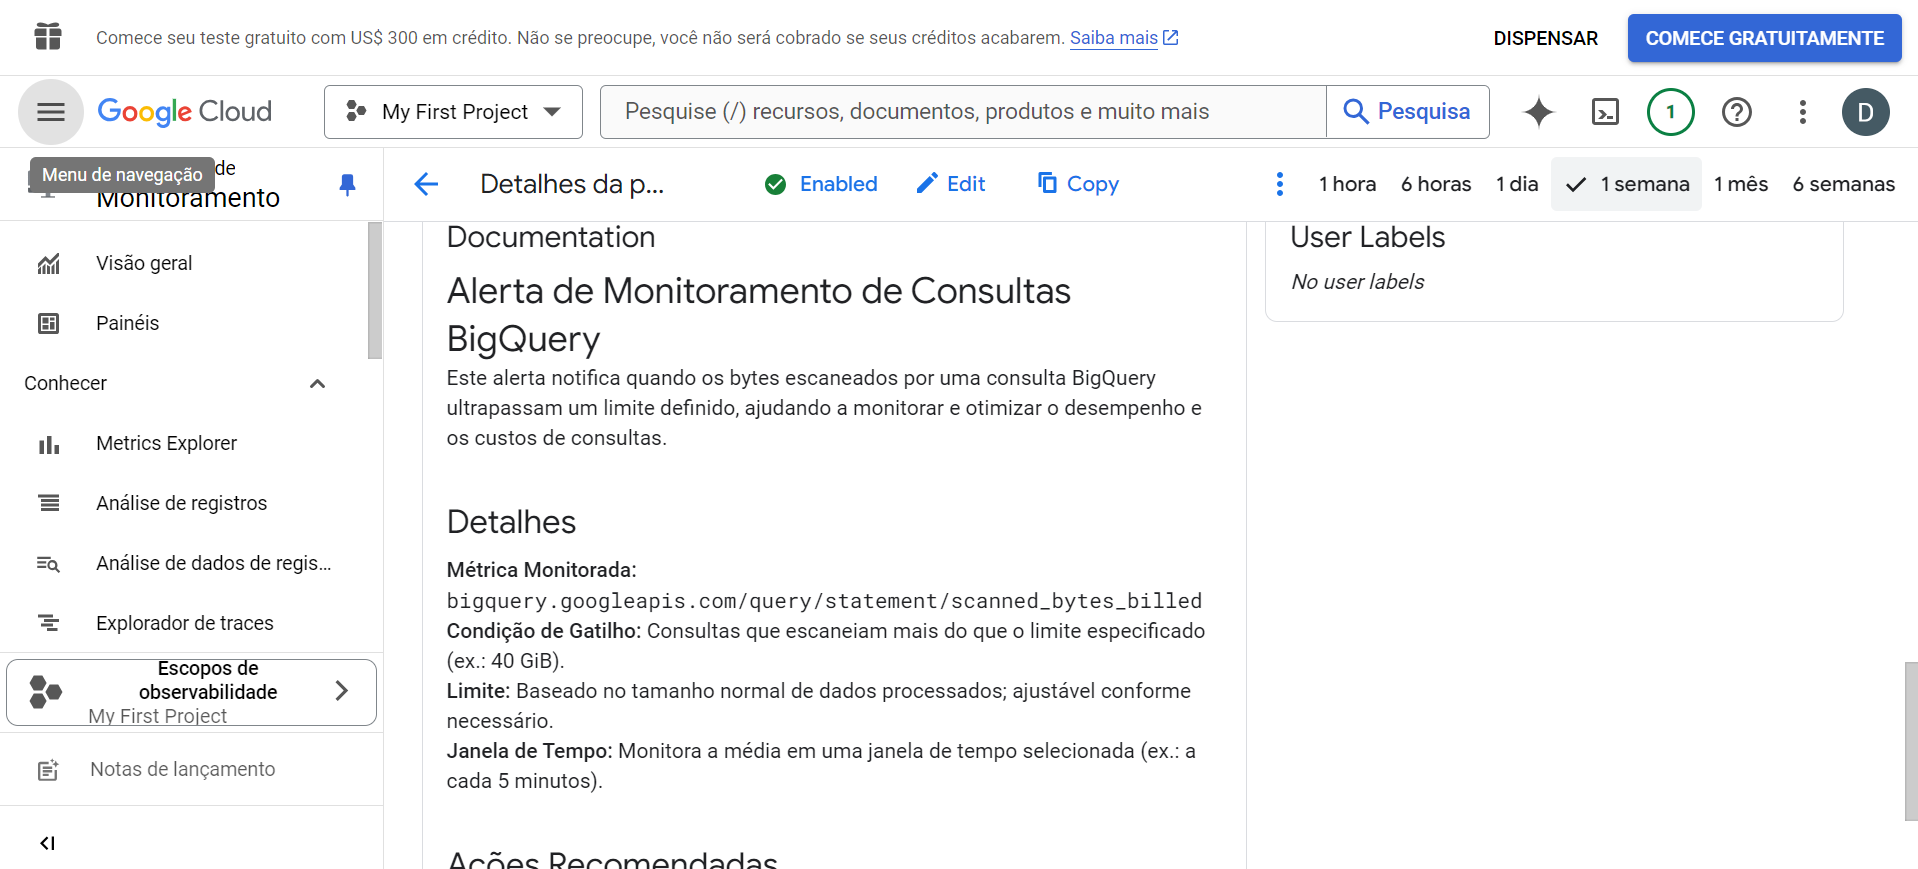 Comece seu teste gratuito com US$ 300 em crédito. Não se preocupe, você não será cobrado se seus créditos acabarem. Saiba mais
DISPENSAR
COMECE GRATUITAMENTE
Google Cloud
My First Project
Pesquise (/) recursos, documentos, produtos e muito mais
Pesquisa
1
D
Menu de navegação
de
Monitoramento
Detalhes da p...
Enabled
Edit
Copy
1 hora
6 horas
1 dia
1 semana
1 mês
6 semanas
Visão geral
Painéis
Conhecer
Metrics Explorer
Análise de registros
Análise de dados de regis...
Explorador de traces
Escopos de
observabilidade
My First Project
Notas de lançamento
Documentation
Alerta de Monitoramento de Consultas
BigQuery
Este alerta notifica quando os bytes escaneados por uma consulta BigQuery
ultrapassam um limite definido, ajudando a monitorar e otimizar o desempenho e
os custos de consultas.
Detalhes
Métrica Monitorada:
bigquery.googleapis.com/query/statement/scanned_bytes_billed
Condição de Gatilho: Consultas que escaneiam mais do que o limite especificado
(ex.: 40 GiB).
Limite: Baseado no tamanho normal de dados processados; ajustável conforme
necessário.
Janela de Tempo: Monitora a média em uma janela de tempo selecionada (ex.: a
cada 5 minutos).
Ações Recomendadas
User Labels
No user labels